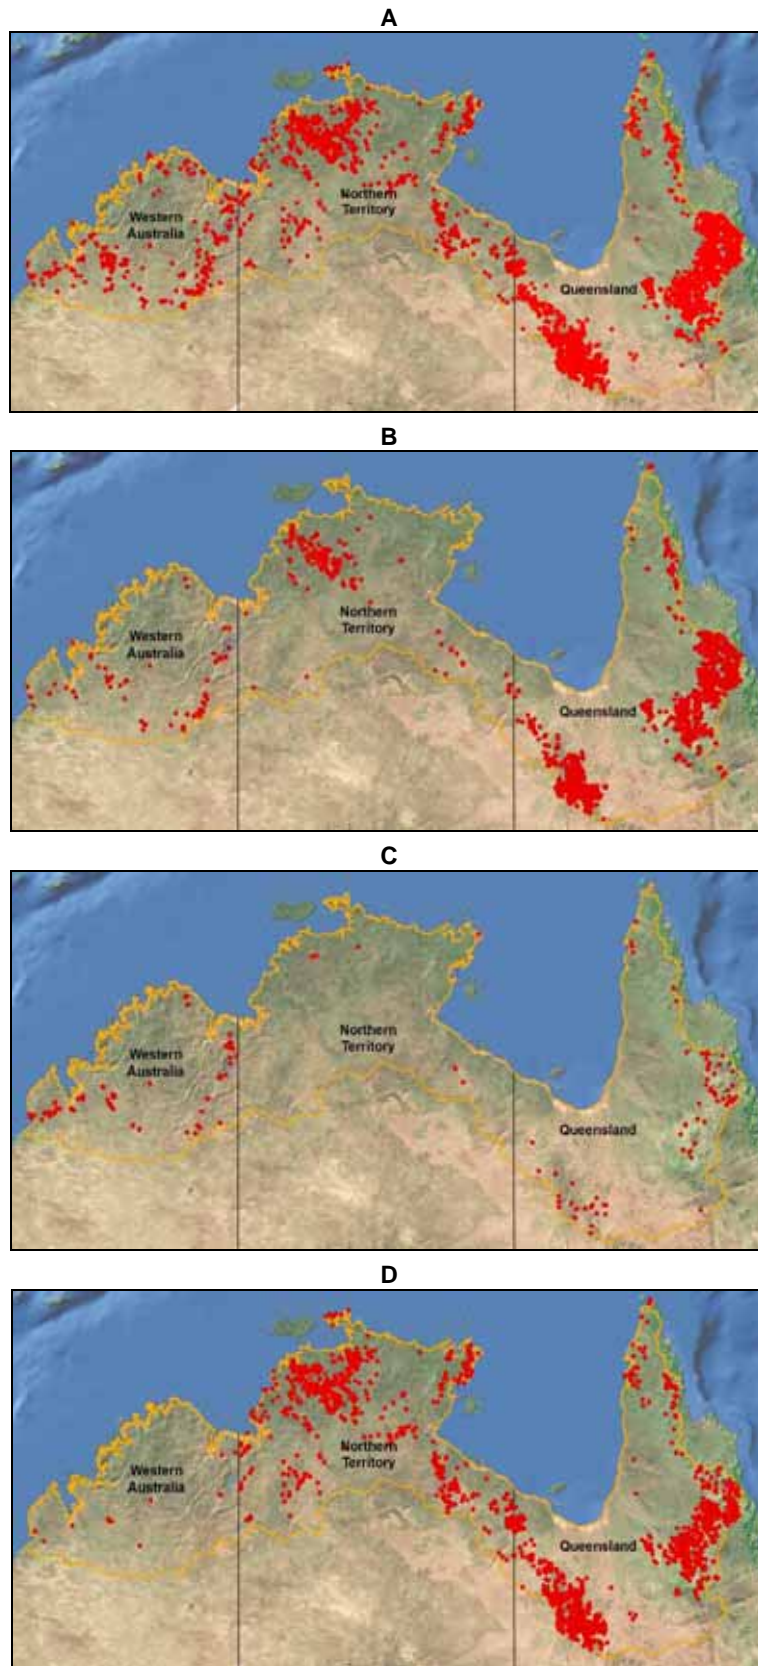 A
Western
Australia
Northern
Territory
Queensland
B
Western
Australia
Northern
Territory
Queensland
C
Western
Australia
Northern
Territory
Queensland
D
Western
Australia
Northern
Territory
Queensland